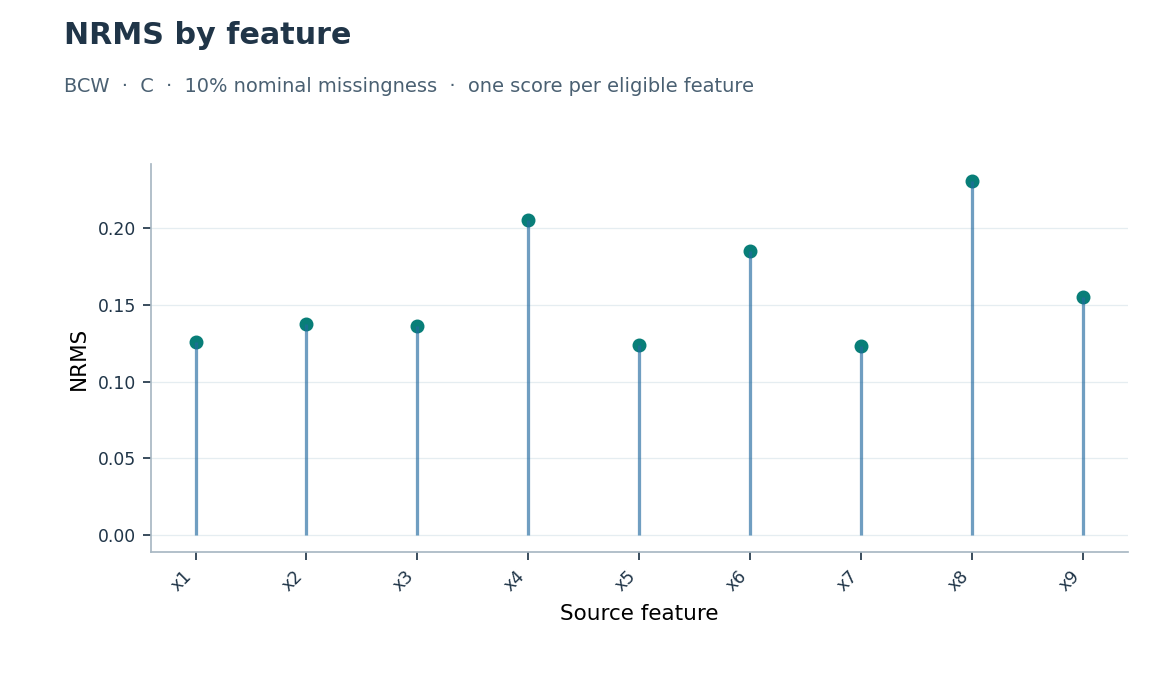 NRMS by feature
BCW · C · 10% nominal missingness · one score per eligible feature
0.20
0.15
0.10
0.05
0.00
NRMS
x1 x2 x3 x4 x5 x6 x7 x8 x9
Source feature